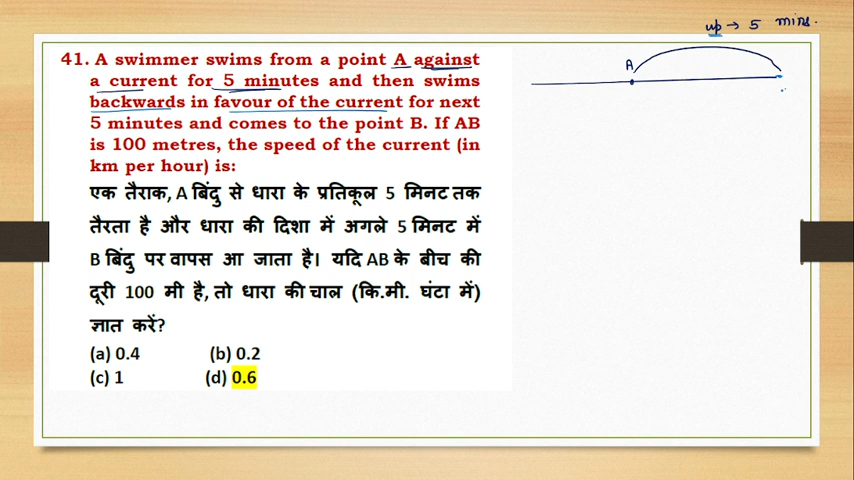 up → 5 mins.
41. A swimmer swims from a point A against
a current for 5 minutes and then swims
backwards in favour of the current for next
5 minutes and comes to the point B. If AB
is 100 metres, the speed of the current (in
km per hour) is:
एक तैराक, A बिंदु से धारा के प्रतिकूल 5 मिनट तक
तैरता है और धारा की दिशा में अगले 5 मिनट में
B बिंदु पर वापस आ जाता है। यदि AB के बीच की
दूरी 100 मी है, तो धारा की चाल (कि.मी. घंटा में)
ज्ञात करें?
(a) 0.4 (b) 0.2
(c) 1 (d) 0.6
A